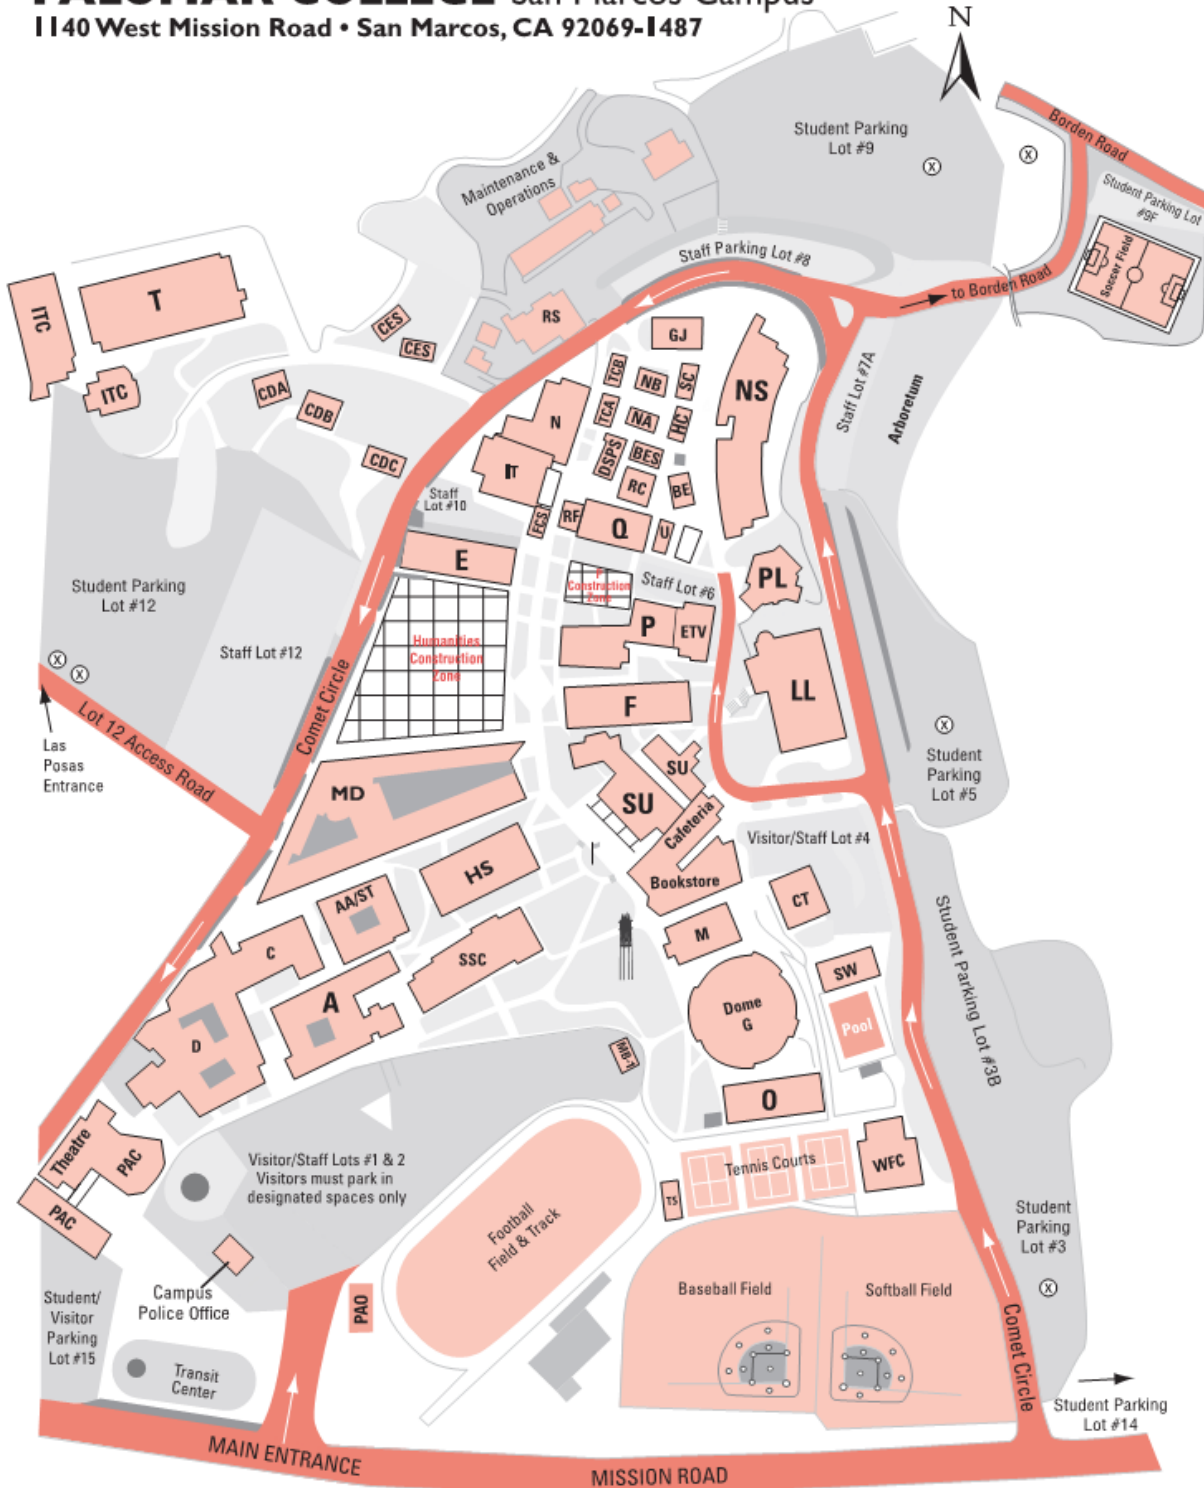 PALOMAR COLLEGE San Marcos Campus
1140 West Mission Road • San Marcos, CA 92069-1487
N
Student Parking
Lot #9
X
X
Borden Road
Student Parking Lot
#9F
Soccer Field
Maintenance &
Operations
Staff Parking Lot #8
to Borden Road
ITC
T
ITC
CES
CES
RS
GJ
NS
Staff Lot #7A
Arboretum
CDA
CDB
CDC
TCB
NB
SC
N
TCA
NA
HC
IT
DSPS
BES
RC
BE
Staff
Lot #10
FCS
RF
Q
U
E
P
Construction
Zone
Staff Lot #6
PL
Student Parking
Lot #12
Staff Lot #12
Humanities
Construction
Zone
P
ETV
LL
X
X
Comet Circle
F
Lot 12 Access Road
Las
Posas
Entrance
X
Student
Parking
Lot #5
MD
SU
SU
Cafeteria
Visitor/Staff Lot #4
HS
Bookstore
AA/ST
CT
C
SSC
M
SW
Student Parking Lot #3B
A
Dome
G
Pool
D
MB-1
O
Theatre
PAC
PAC
Visitor/Staff Lots #1 & 2
Visitors must park in
designated spaces only
Tennis Courts
WFC
TS
Football
Field & Track
Student
Parking
Lot #3
X
Campus
Police Office
PAO
Baseball Field
Softball Field
Student/
Visitor
Parking
Lot #15
Transit
Center
Comet Circle
Student Parking
Lot #14
MAIN ENTRANCE
MISSION ROAD